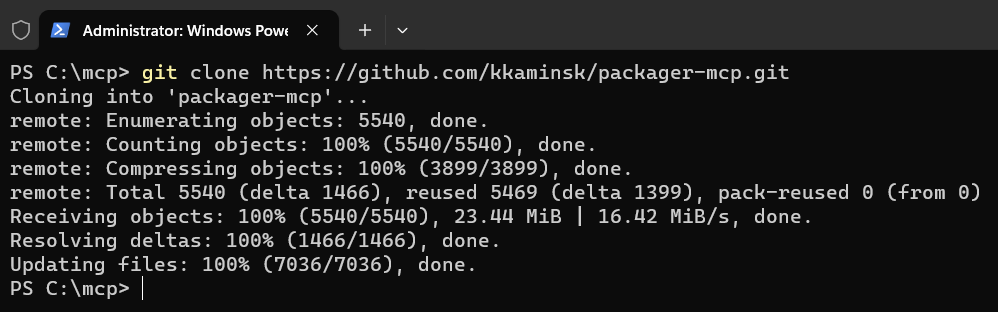 Administrator: Windows Powe
PS C:\mcp> git clone https://github.com/kkaminsk/packager-mcp.git
Cloning into 'packager-mcp'...
remote: Enumerating objects: 5540, done.
remote: Counting objects: 100% (5540/5540), done.
remote: Compressing objects: 100% (3899/3899), done.
remote: Total 5540 (delta 1466), reused 5469 (delta 1399), pack-reused 0 (from 0)
Receiving objects: 100% (5540/5540), 23.44 MiB | 16.42 MiB/s, done.
Resolving deltas: 100% (1466/1466), done.
Updating files: 100% (7036/7036), done.
PS C:\mcp>